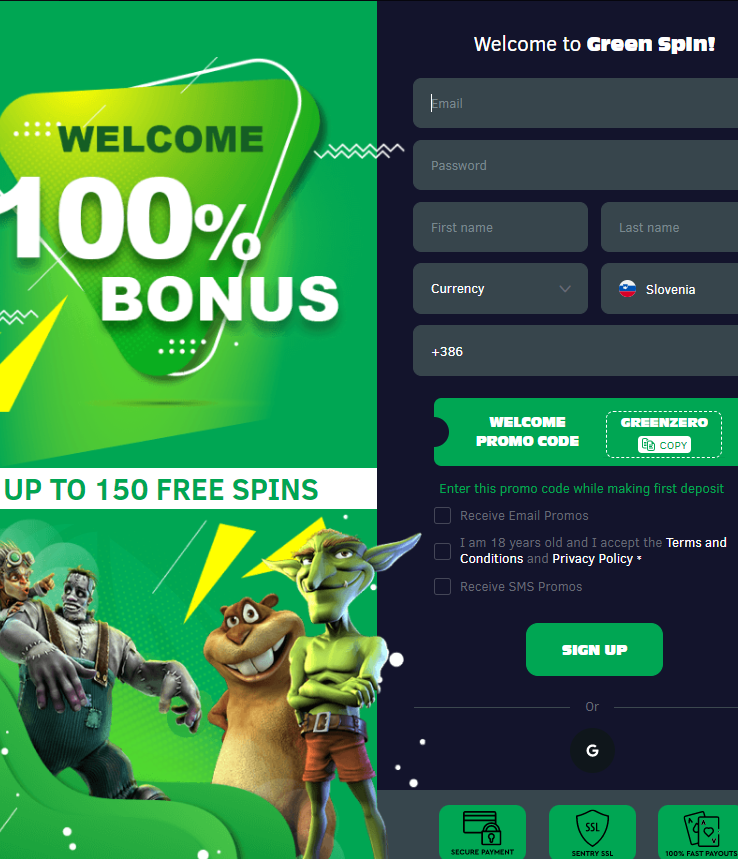 WELCOME
100%
BONUS
UP TO 150 FREE SPINS
Welcome to Green Spin!
Email
Password
First name
Last name
Currency
Slovenia
+386
WELCOME
PROMO CODE
GREENZERO
COPY
Enter this promo code while making first deposit
Receive Email Promos
I am 18 years old and I accept the Terms and
Conditions and Privacy Policy *
Receive SMS Promos
SIGN UP
Or
G
SECURE PAYMENT
SSL
SENTRY SSL
A
A
100% FAST PAYOUTS